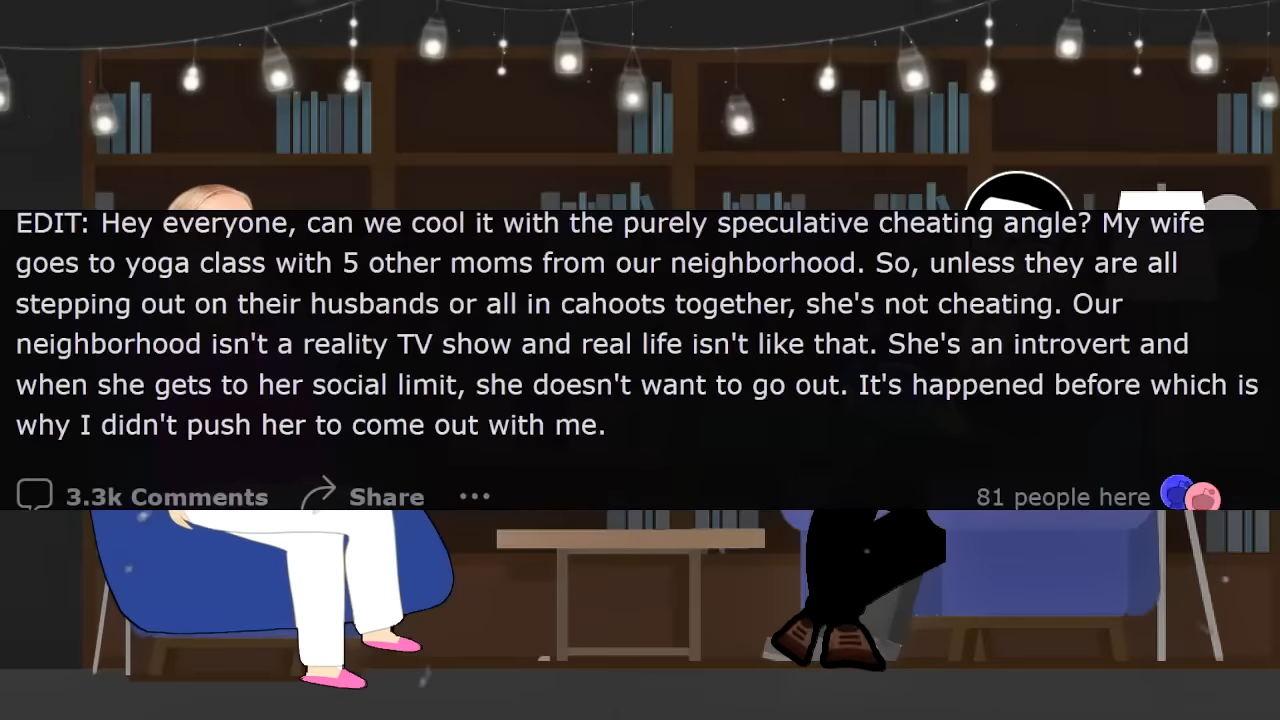 EDIT: Hey everyone, can we cool it with the purely speculative cheating angle? My wife
goes to yoga class with 5 other moms from our neighborhood. So, unless they are all
stepping out on their husbands or all in cahoots together, she's not cheating. Our
neighborhood isn't a reality TV show and real life isn't like that. She's an introvert and
when she gets to her social limit, she doesn't want to go out. It's happened before which is
why I didn't push her to come out with me.
3.3k Comments Share ••• 81 people here